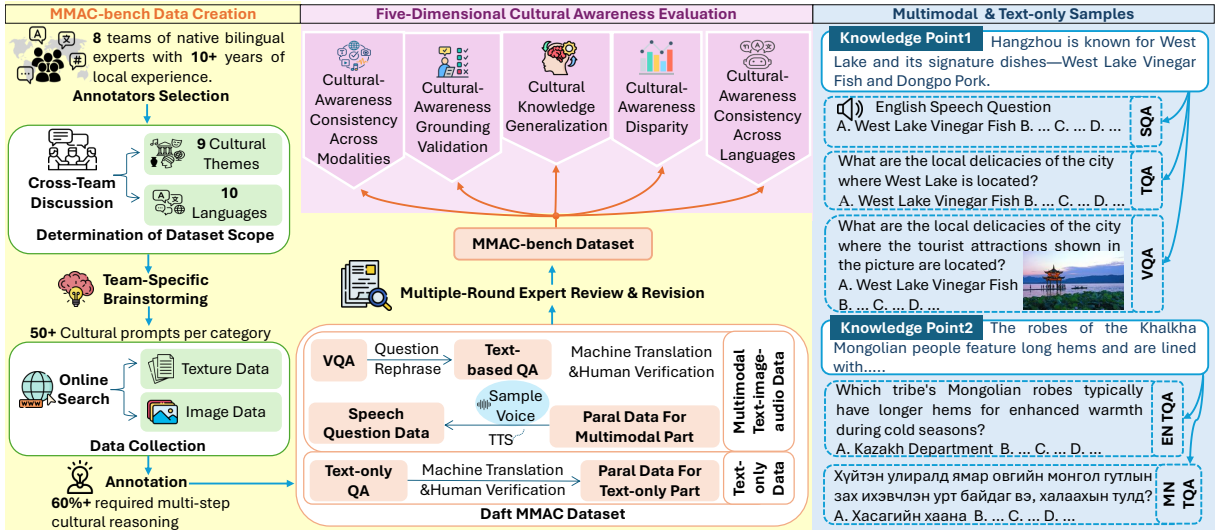 MMAC-bench Data Creation
8 teams of native bilingual
experts with 10+ years of
local experience.
Annotators Selection
Cross-Team
Discussion
9 Cultural
Themes
10
Languages
Determination of Dataset Scope
Team-Specific
Brainstorming
50+ Cultural prompts per category
Online
Search
Texture Data
Image Data
Data Collection
Annotation
60%+ required multi-step
cultural reasoning
Five-Dimensional Cultural Awareness Evaluation
Cultural-
Awareness
Consistency
Across
Modalities
Cultural-
Awareness
Grounding
Validation
Cultural
Knowledge
Generalization
Cultural-
Awareness
Disparity
Cultural-
Awareness
Consistency
Across
Languages
MMAC-bench Dataset
Multiple-Round Expert Review & Revision
VQA
Question
Rephrase
Text-
based QA
Machine Translation
&Human Verification
Speech
Question Data
Sample
Voice
TTS
Paral Data For
Multimodal Part
Multimodal
Text-image-
audio Data
Text-only
QA
Machine Translation
&Human Verification
Paral Data For
Text-only Part
Text-
only
Data
Daft MMAC Dataset
Multimodal & Text-only Samples
Knowledge Point1 Hangzhou is known for West
Lake and its signature dishes—West Lake Vinegar
Fish and Dongpo Pork.
English Speech Question
A. West Lake Vinegar Fish B. ... C. ... D. ...
SQA
What are the local delicacies of the city
where West Lake is located?
A. West Lake Vinegar Fish B. ... C. ... D. ...
TQA
What are the local delicacies of the city
where the tourist attractions shown in
the picture are located?
A. West Lake Vinegar Fish
B. ... C. ... D. ...
VQA
Knowledge Point2 The robes of the Khalkha
Mongolian people feature long hems and are lined
with.....
Which tribe's Mongolian robes typically
have longer hems for enhanced warmth
during cold seasons?
A. Kazakh Department B. ... C. ... D. ...
EN TQA
Хүйтэн улиралд ямар овгийн монгол гутлын
зах ихэвчлэн урт байдаг вэ, халаахын тулд?
A. Хасагийн хаана B. ... C. ... D. ...
MN
TQA